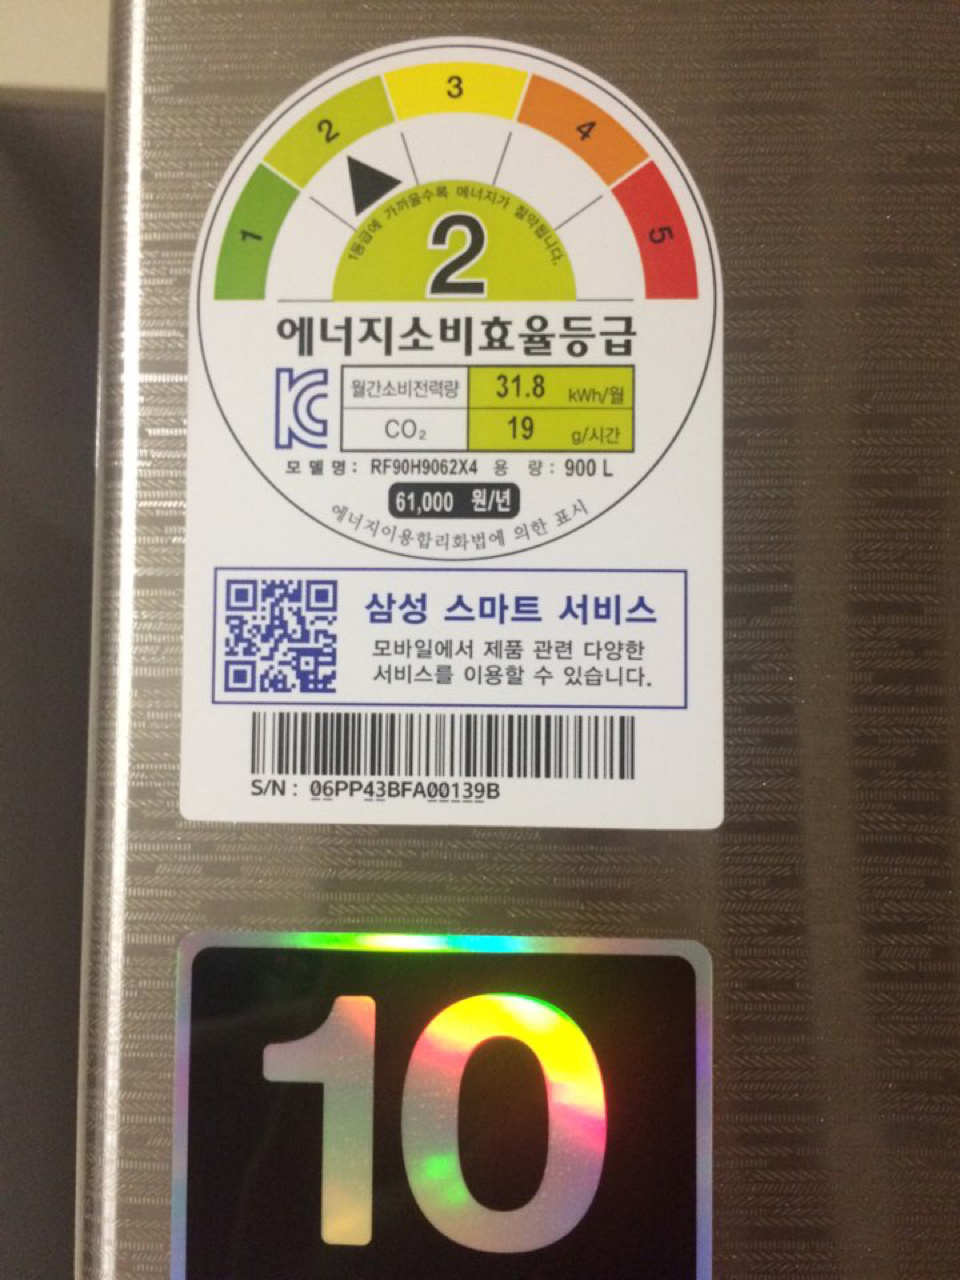 1 2 3 4 5
1등급에 가까울수록 에너지가 절약됩니다.
2
에너지소비효율등급
월간소비전력량 31.8 kWh/월
CO₂ 19 g/시간
모델명: RF90H9062X4 용량: 900 L
61,000 원/년
에너지이용합리화법에 의한 표시
삼성 스마트 서비스
모바일에서 제품 관련 다양한
서비스를 이용할 수 있습니다.
S/N : 06PP43BFA00139B
10